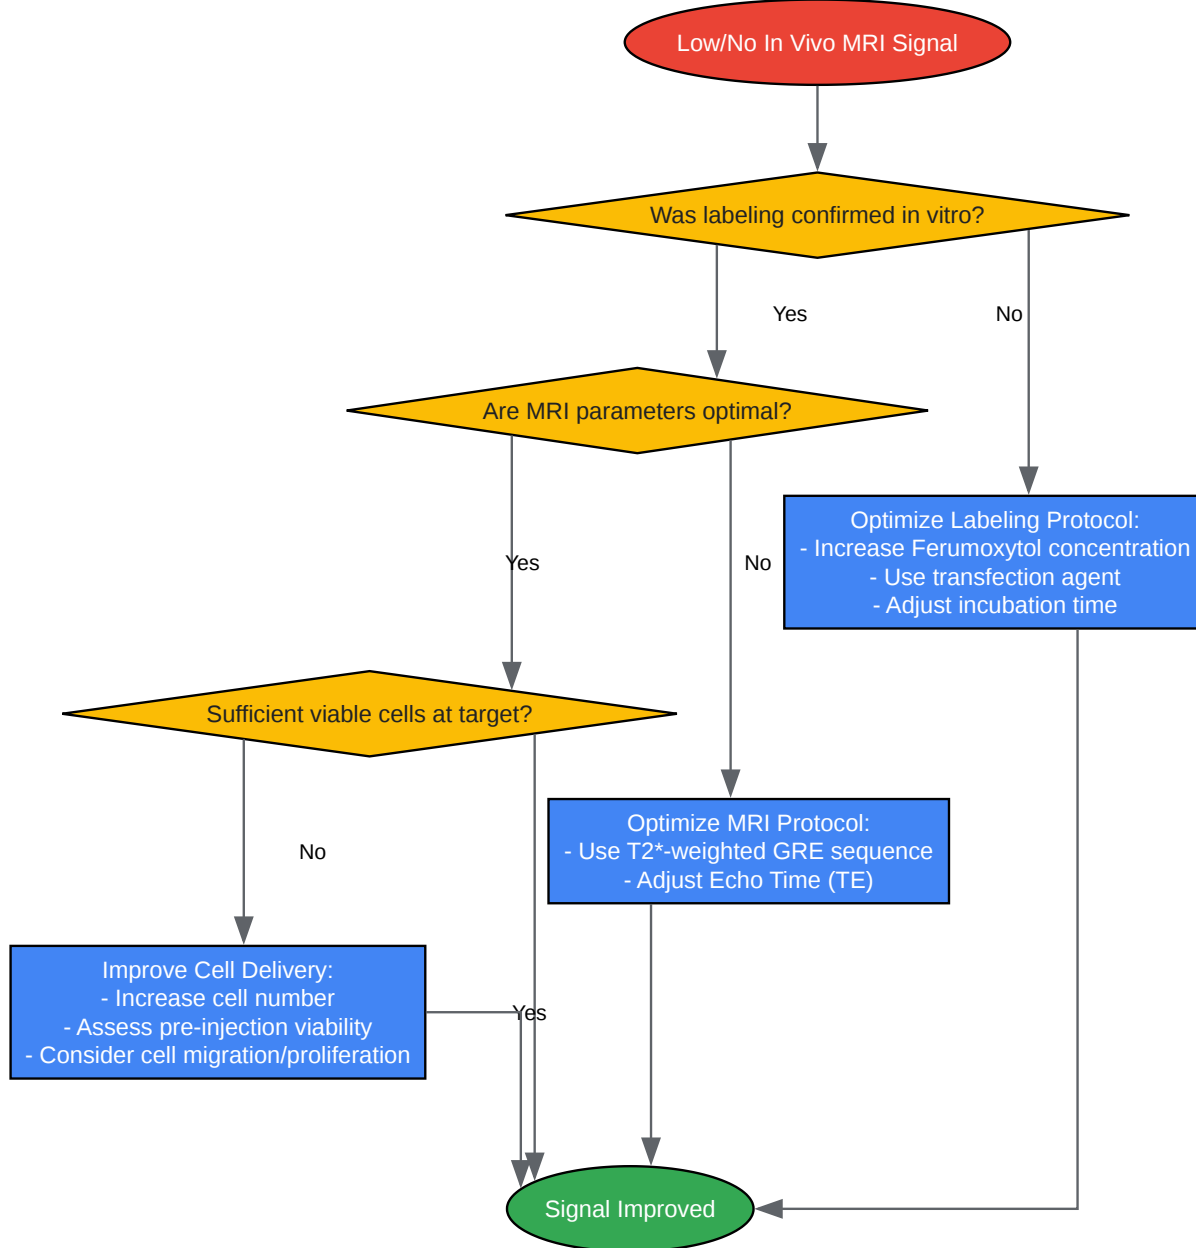 Low/No In Vivo MRI Signal
Was labeling confirmed in vitro?
Yes
No
Are MRI parameters optimal?
Optimize Labeling Protocol:
- Increase Ferumoxytol concentration
- Use transfection agent
- Adjust incubation time
Yes
No
Sufficient viable cells at target?
Optimize MRI Protocol:
- Use T2*-weighted GRE sequence
- Adjust Echo Time (TE)
No
Improve Cell Delivery:
- Increase cell number
- Assess pre-injection viability
- Consider cell migration/proliferation
Yes
Signal Improved